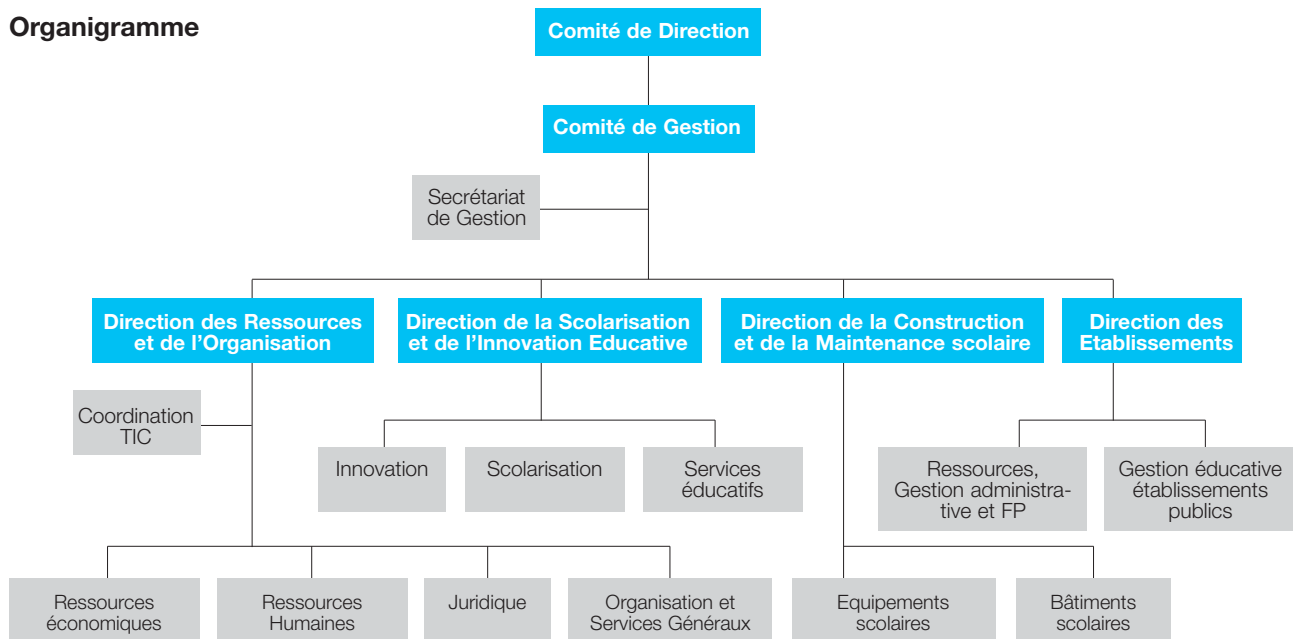 Organigramme
Comité de Direction
Comité de Gestion
Secrétariat
de Gestion
Direction des Ressources
et de l'Organisation
Direction de la Scolarisation
et de l'Innovation Educative
Direction de la Construction
et de la Maintenance scolaire
Direction des
Etablissements
Coordination
TIC
Innovation
Scolarisation
Services
éducatifs
Ressources,
Gestion administra-
tive et FP
Gestion éducative
établissements
publics
Ressources
économiques
Ressources
Humaines
Juridique
Organisation et
Services Généraux
Equipements
scolaires
Bâtiments
scolaires